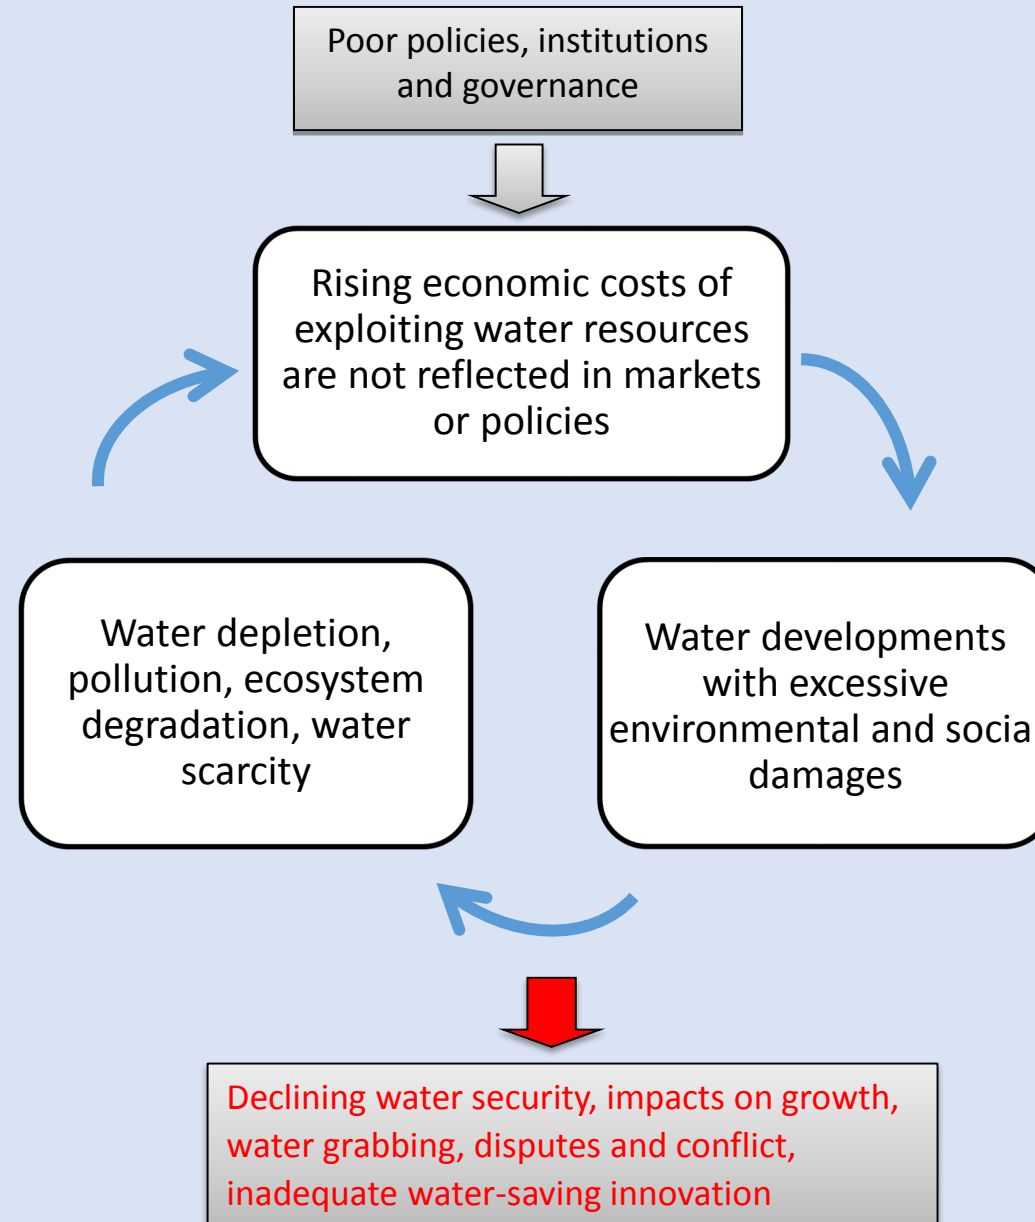 Poor policies, institutions
and governance
Rising economic costs of
exploiting water resources
are not reflected in markets
or policies
Water depletion,
pollution, ecosystem
degradation, water
scarcity
Water developments
with excessive
environmental and socia
damages
Declining water security, impacts on growth,
water grabbing, disputes and conflict,
inadequate water-saving innovation